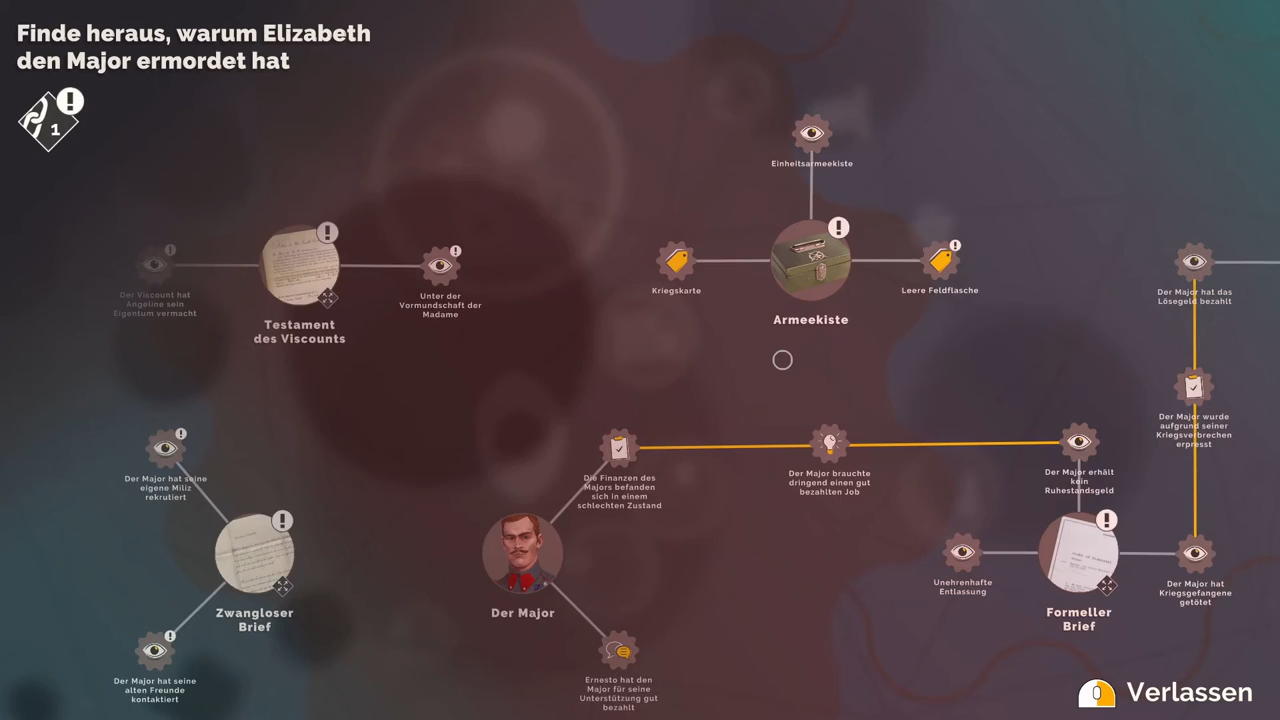 Finde heraus, warum Elizabeth
den Major ermordet hat
1
Einheitsarmeekiste
Der Viscount hat
Angeline sein
Eigentum vermacht
Unter der
Vormundschaft der
Madame
Testament
des Viscounts
Kriegskarte
Leere Feldflasche
Armeekiste
Der Major hat das
Lösegeld bezahlt
Der Major wurde
aufgrund seiner
Kriegsverbrechen
erpresst
Der Major hat seine
eigene Miliz
rekrutiert
Die Finanzen des
Majors befanden
sich in einem
schlechten Zustand
Der Major brauchte
dringend einen gut
bezahlten Job
Der Major erhält
kein
Ruhestandsgeld
Zwangloser
Brief
Der Major
Unehrenhafte
Entlassung
Formeller
Brief
Der Major hat
Kriegsgefangene
getötet
Der Major hat seine
alten Freunde
kontaktiert
Ernesto hat den
Major für seine
Unterstützung gut
bezahlt
Verlassen